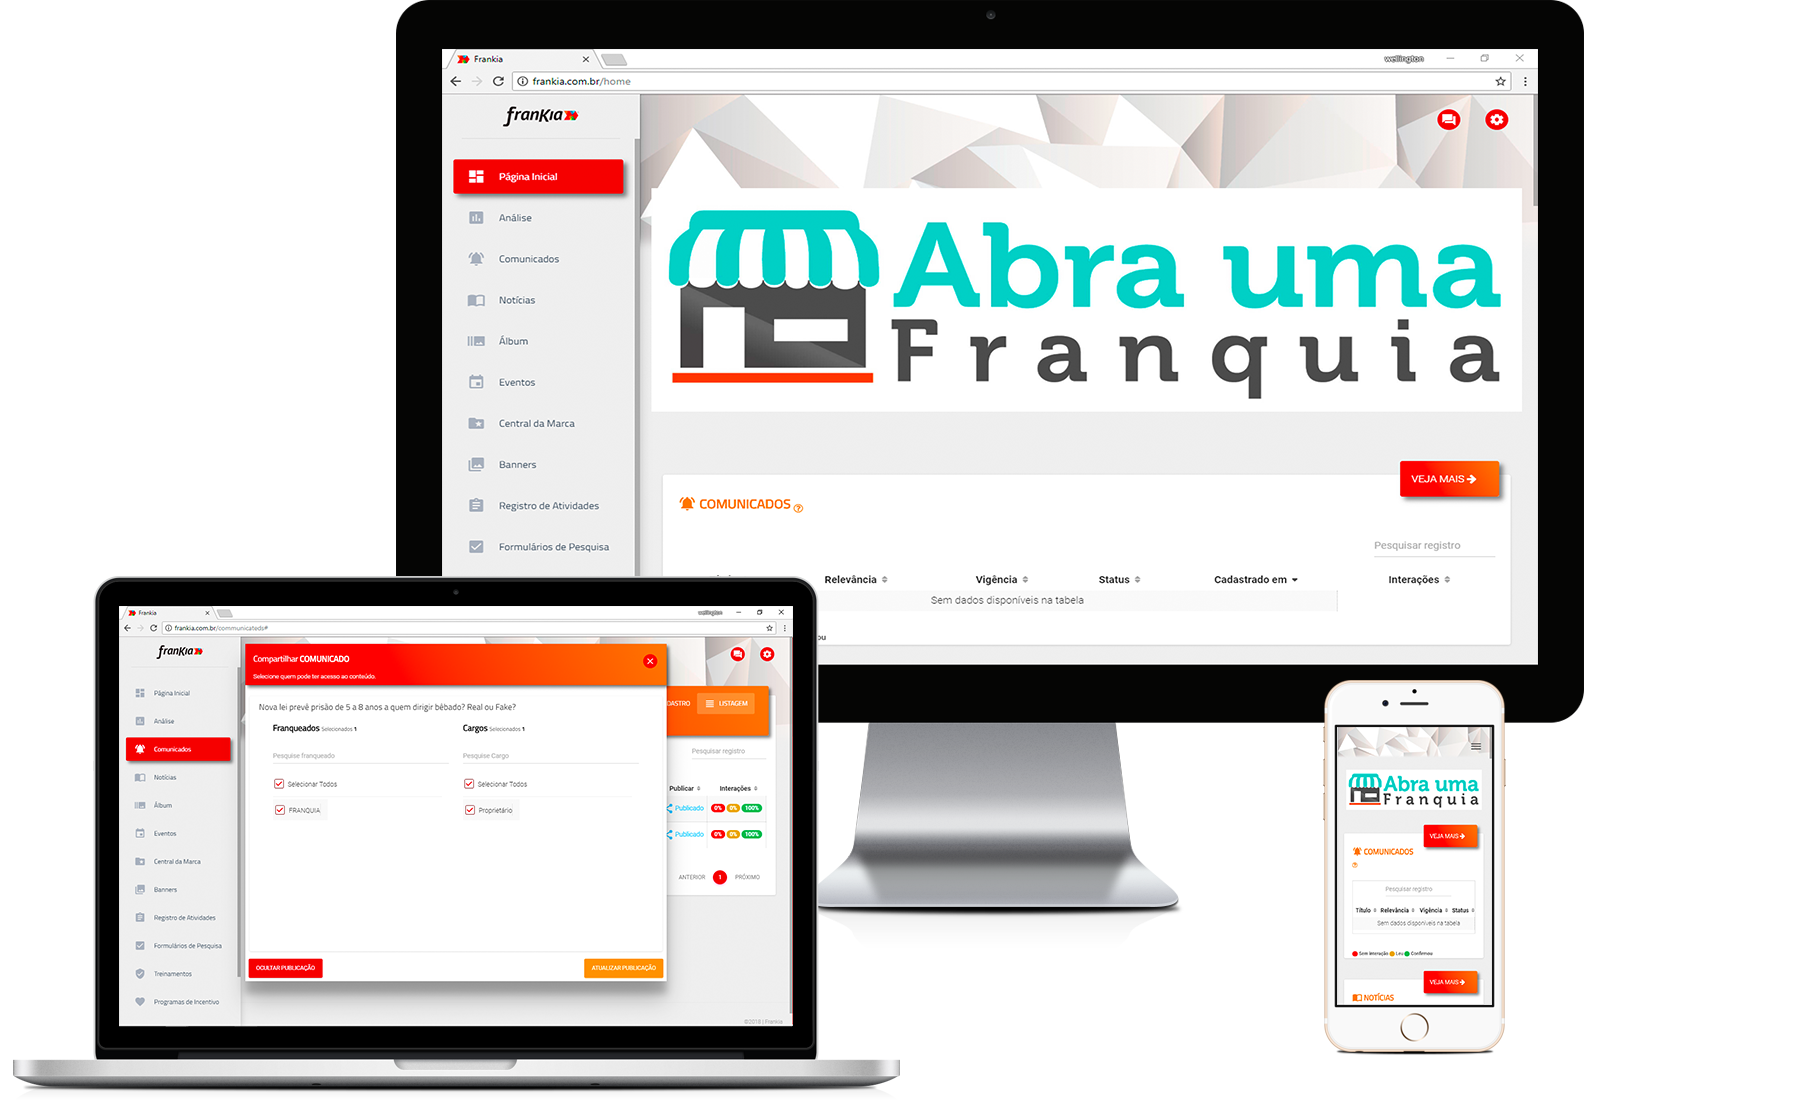 Frankia
wellington
frankia.com.br/home
franKia
Página Inicial
Análise
Comunicados
Notícias
Álbum
Eventos
Central da Marca
Banners
Registro de Atividades
Formulários de Pesquisa
Abra uma
Franquia
VEJA MAIS
COMUNICADOS
Pesquisar registro
Relevância
Vigência
Status
Cadastrado em
Interações
Sem dados disponíveis na tabela
Frankia
wellington
frankia.com.br/communicateds#
franKia
Página Inicial
Análise
Comunicados
Notícias
Álbum
Eventos
Central da Marca
Banners
Registro de Atividades
Formulários de Pesquisa
Treinamentos
Programas de Incentivo
Compartilhar COMUNICADO
Selecione quem pode ter acesso ao conteúdo.
Nova lei prevê prisão de 5 a 8 anos a quem dirigir bêbado? Real ou Fake?
Franqueados Selecionados 1
Cargos Selecionados 1
Pesquise franqueado
Pesquise Cargo
Selecionar Todos
Selecionar Todos
FRANQUIA
Proprietário
OCULTAR PUBLICAÇÃO
ATUALIZAR PUBLICAÇÃO
DASTRO
LISTAGEM
Pesquisar registro
Publicar
Interações
Publicado 0% 0% 100%
Publicado 0% 0% 100%
ANTERIOR 1 PRÓXIMO
©2018 | Frankia
Abra uma
Franquia
VEJA MAIS
COMUNICADOS
Pesquisar registro
Título Relevância Vigência Status
Sem dados disponíveis na tabela
Sem Interação Leu Confirmou
VEJA MAIS
NOTÍCIAS